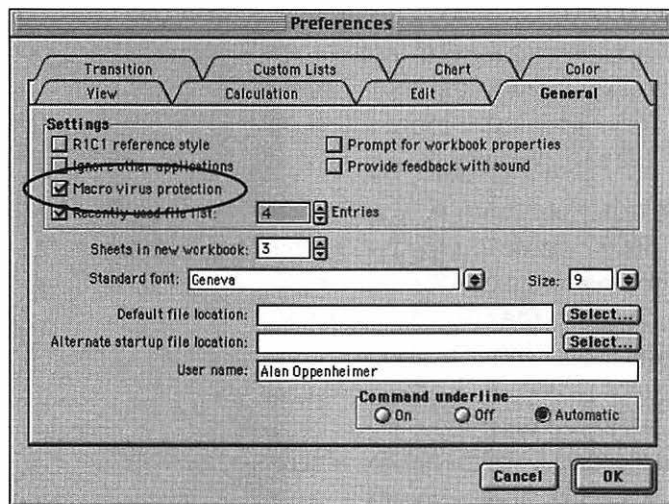 Preferences
Transition Custom Lists Chart Color
View Calculation Edit General
Settings
R1C1 reference style Prompt for workbook properties
Ignore other applications Provide feedback with sound
Macro virus protection
Recently used file list: 4 Entries
Sheets in new workbook: 3
Standard font: Geneva Size: 9
Default file location: Select...
Alternate startup file location: Select...
User name: Alan Oppenheimer
Command underline
On Off Automatic
Cancel OK